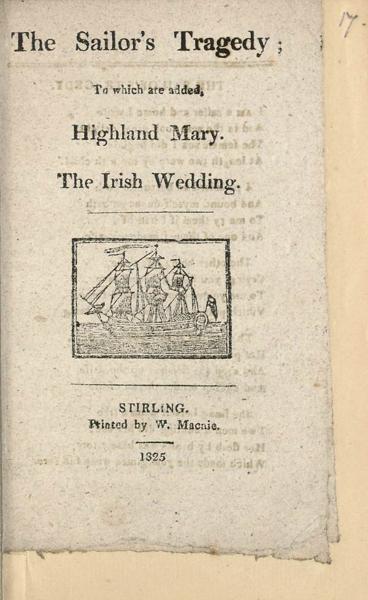 17.
The Sailor's Tragedy;
To which are added,
Highland Mary.
The Irish Wedding.
STIRLING.
Printed by W. Macnie.
1825